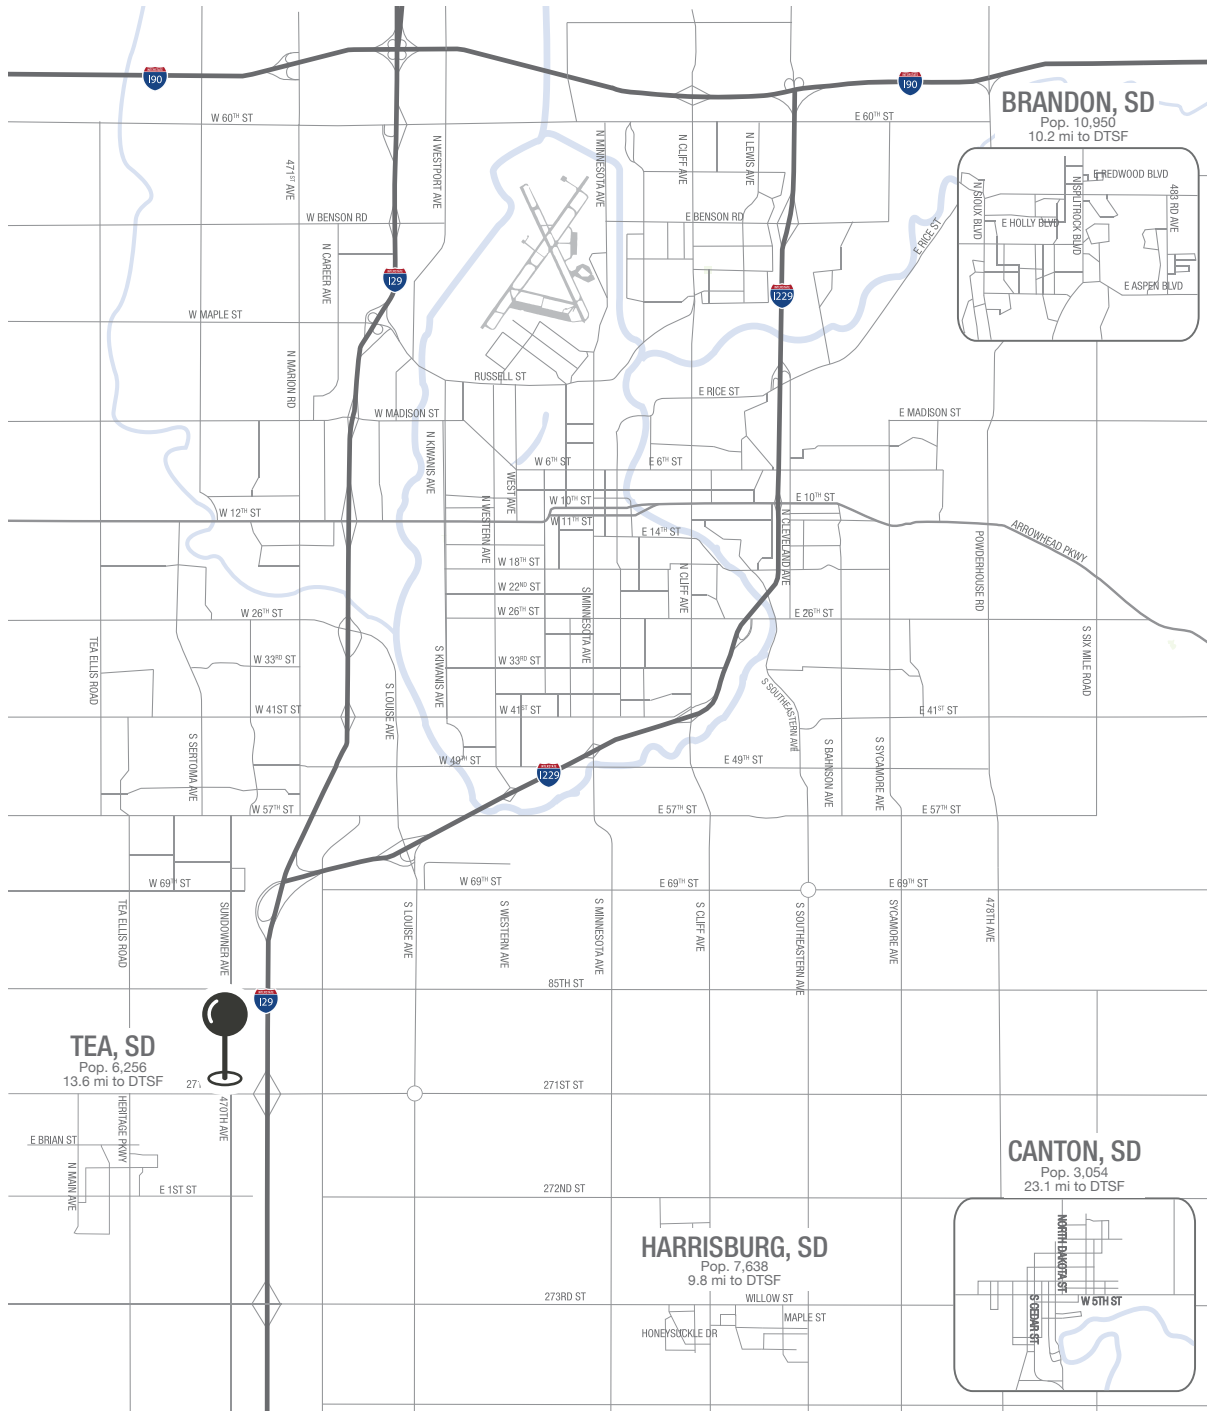 I90
I90
BRANDON, SD
Pop. 10,950
10.2 mi to DTSF
W 60TH ST
E 60TH ST
471ST AVE
N WESTPORT AVE
N MINNESOTA AVE
N CLIFF AVE
N LEWIS AVE
E REDWOOD BLVD
N SIOUX BLVD
N SPLITROCK BLVD
483 RD AVE
E HOLLY BLVD
E ASPEN BLVD
W BENSON RD
E BENSON RD
E RICE ST
N CAREER AVE
I29
I229
W MAPLE ST
N MARION RD
RUSSELL ST
E RICE ST
W MADISON ST
E MADISON ST
N KIWANIS AVE
W 6TH ST
E 6TH ST
WEST AVE
N WESTERN AVE
W 10TH ST
E 10TH ST
W 12TH ST
W 11TH ST
E 14TH ST
N CLEVELAND AVE
ARROWHEAD PKWY
POWDERHOUSE RD
W 18TH ST
N CLIFF AVE
W 22ND ST
S MINNESOTA AVE
W 26TH ST
W 26TH ST
E 26TH ST
TEA ELLIS ROAD
S SIX MILE ROAD
W 33RD ST
S KIWANIS AVE
W 33RD ST
S LOUISE AVE
S SOUTHEASTERN AVE
W 41ST ST
W 41ST ST
E 41ST ST
S SERTOMA AVE
S BAHNSON AVE
S SYCAMORE AVE
W 49TH ST
E 49TH ST
I229
W 57TH ST
E 57TH ST
E 57TH ST
W 69TH ST
W 69TH ST
E 69TH ST
E 69TH ST
TEA ELLIS ROAD
SUNDOWNER AVE
S LOUISE AVE
S WESTERN AVE
S MINNESOTA AVE
S CLIFF AVE
S SOUTHEASTERN AVE
SYCAMORE AVE
478TH AVE
85TH ST
I29
TEA, SD
Pop. 6,256
13.6 mi to DTSF
271ST ST
470TH AVE
HERITAGE PKWY
E BRIAN ST
N MAIN AVE
E 1ST ST
272ND ST
CANTON, SD
Pop. 3,054
23.1 mi to DTSF
NORTH DAKOTA ST
S CEDAR ST
W 5TH ST
HARRISBURG, SD
Pop. 7,638
9.8 mi to DTSF
273RD ST
WILLOW ST
MAPLE ST
HONEYSUCKLE DR